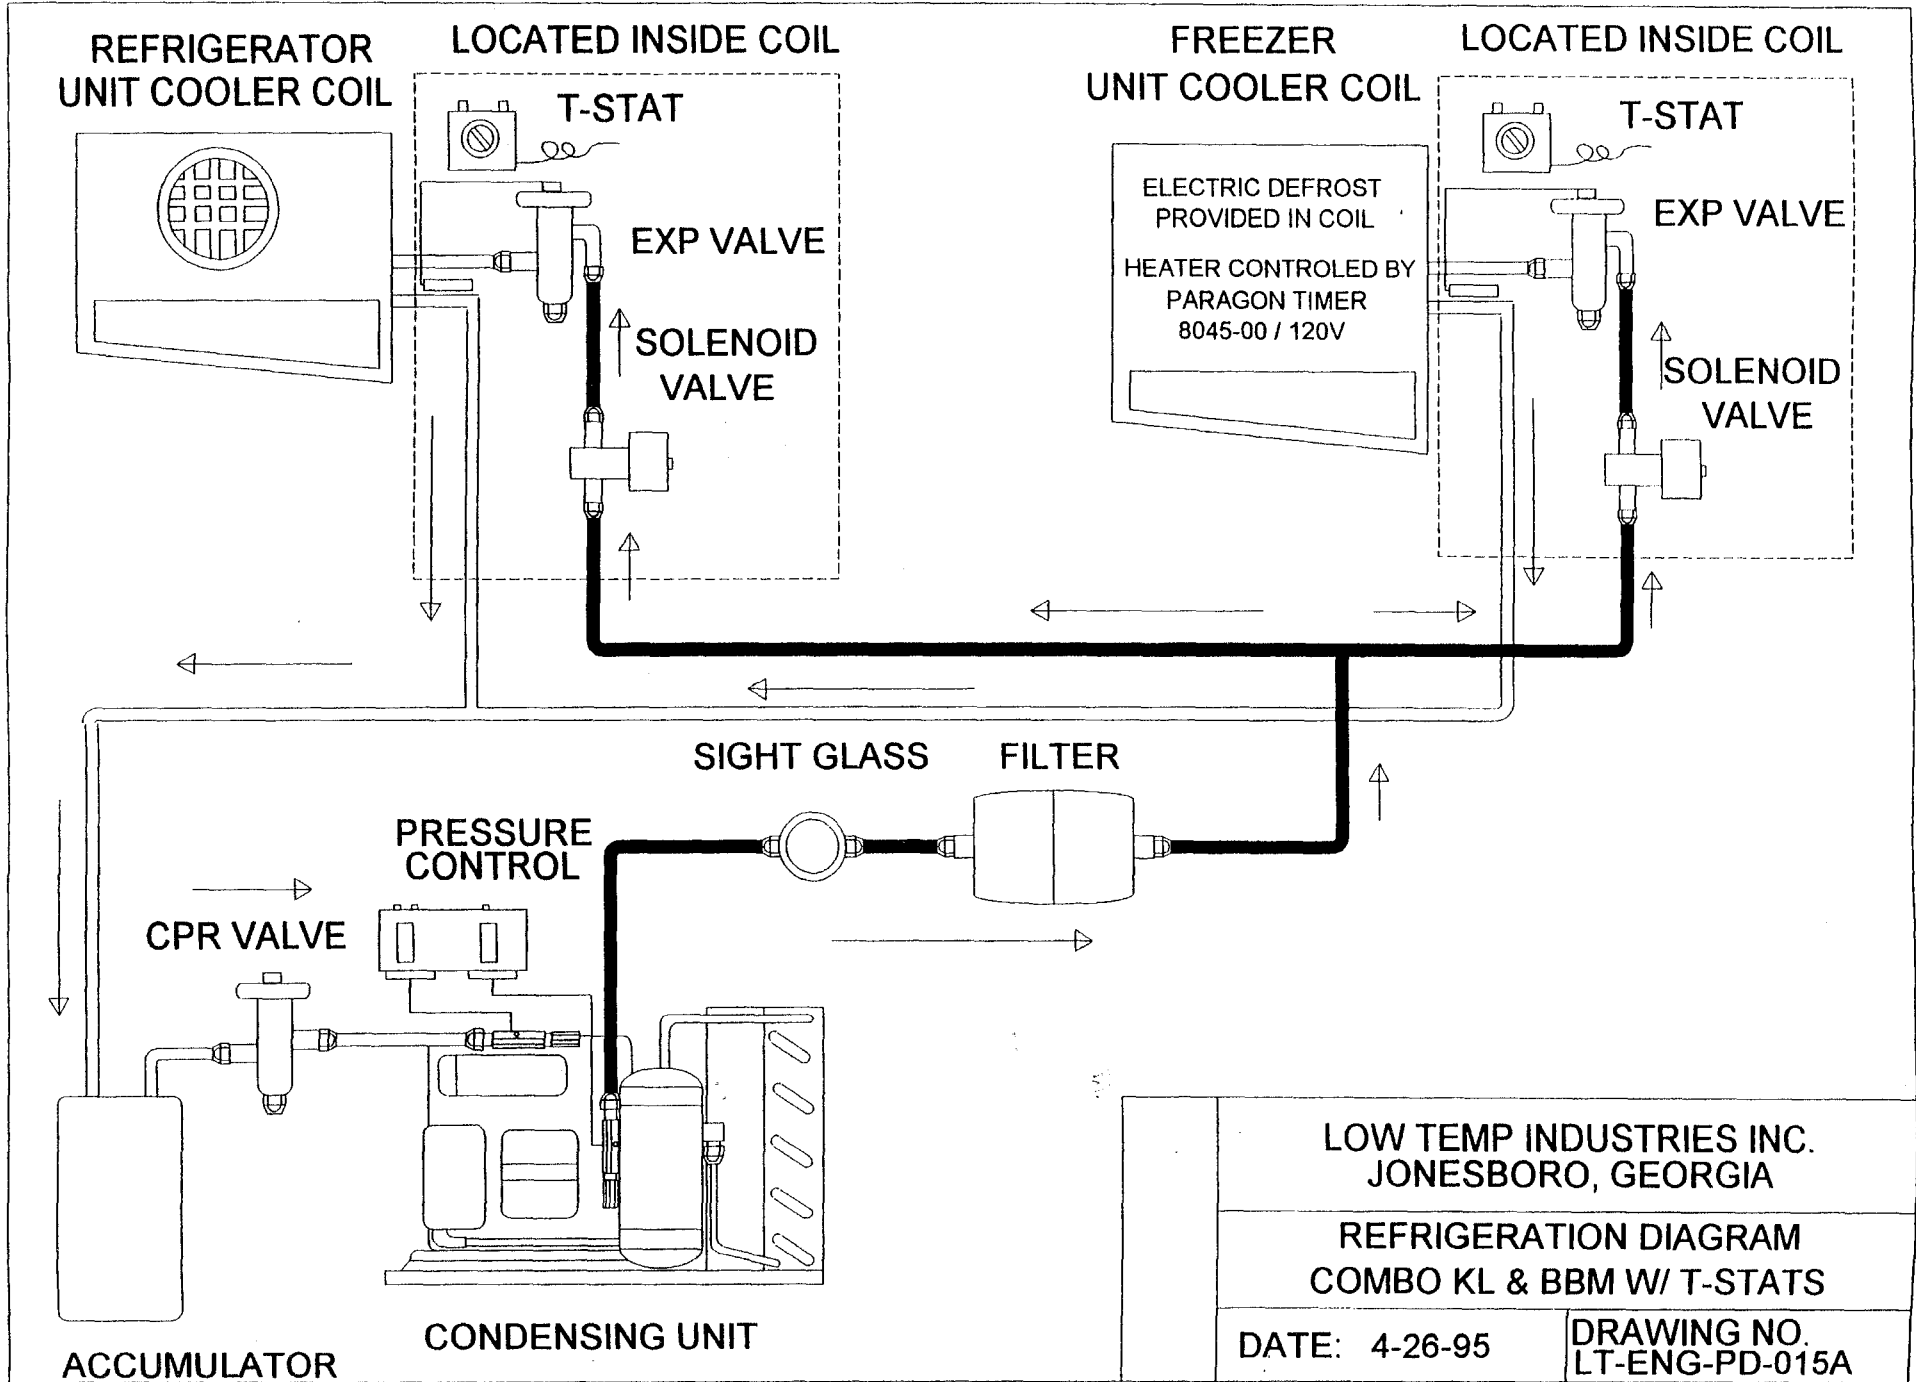 REFRIGERATOR
UNIT COOLER COIL
LOCATED INSIDE COIL
T-STAT
EXP VALVE
SOLENOID
VALVE
FREEZER
UNIT COOLER COIL
LOCATED INSIDE COIL
T-STAT
ELECTRIC DEFROST
PROVIDED IN COIL
HEATER CONTROLED BY
PARAGON TIMER
8045-00 / 120V
EXP VALVE
SOLENOID
VALVE
SIGHT GLASS
FILTER
PRESSURE
CONTROL
CPR VALVE
ACCUMULATOR
CONDENSING UNIT
LOW TEMP INDUSTRIES INC.
JONESBORO, GEORGIA
REFRIGERATION DIAGRAM
COMBO KL & BBM W/ T-STATS
DATE: 4-26-95
DRAWING NO.
LT-ENG-PD-015A